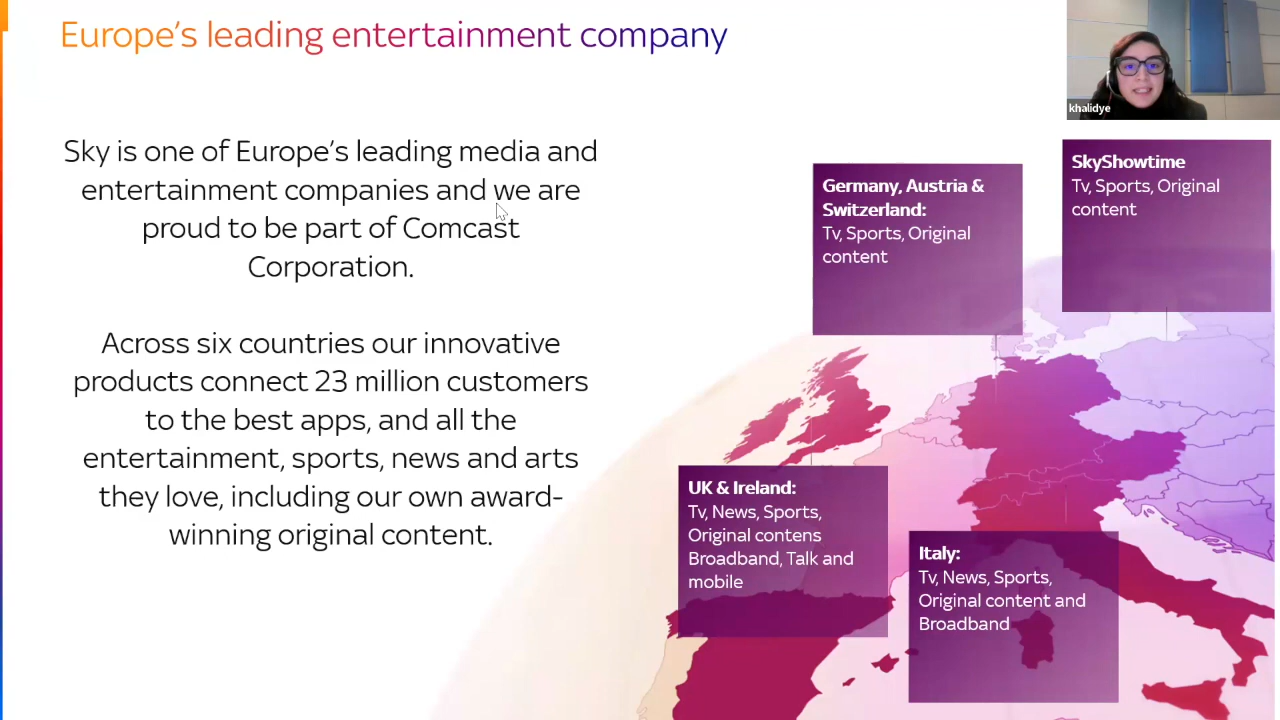 Europe's leading entertainment company
khalidye
Sky is one of Europe's leading media and
entertainment companies and we are
proud to be part of Comcast
Corporation.
Across six countries our innovative
products connect 23 million customers
to the best apps, and all the
entertainment, sports, news and arts
they love, including our own award-
winning original content.
Germany, Austria &
Switzerland:
Tv, Sports, Original
content
SkyShowtime
Tv, Sports, Original
content
UK & Ireland:
Tv, News, Sports,
Original contens
Broadband, Talk and
mobile
Italy:
Tv, News, Sports,
Original content and
Broadband